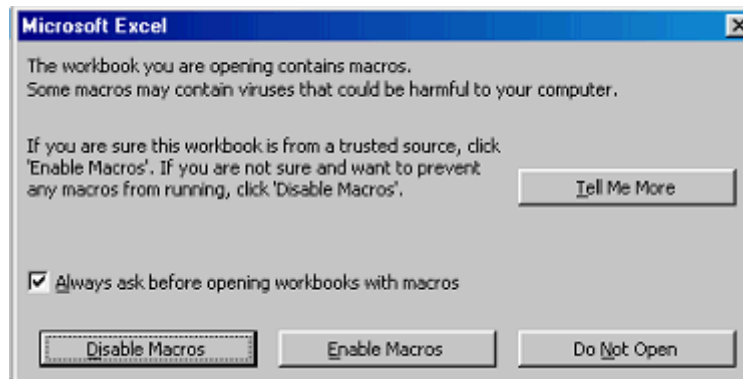 Microsoft Excel
The workbook you are opening contains macros.
Some macros may contain viruses that could be harmful to your computer.
If you are sure this workbook is from a trusted source, click
'Enable Macros'. If you are not sure and want to prevent
any macros from running, click 'Disable Macros'.
Tell Me More
Always ask before opening workbooks with macros
Disable Macros
Enable Macros
Do Not Open